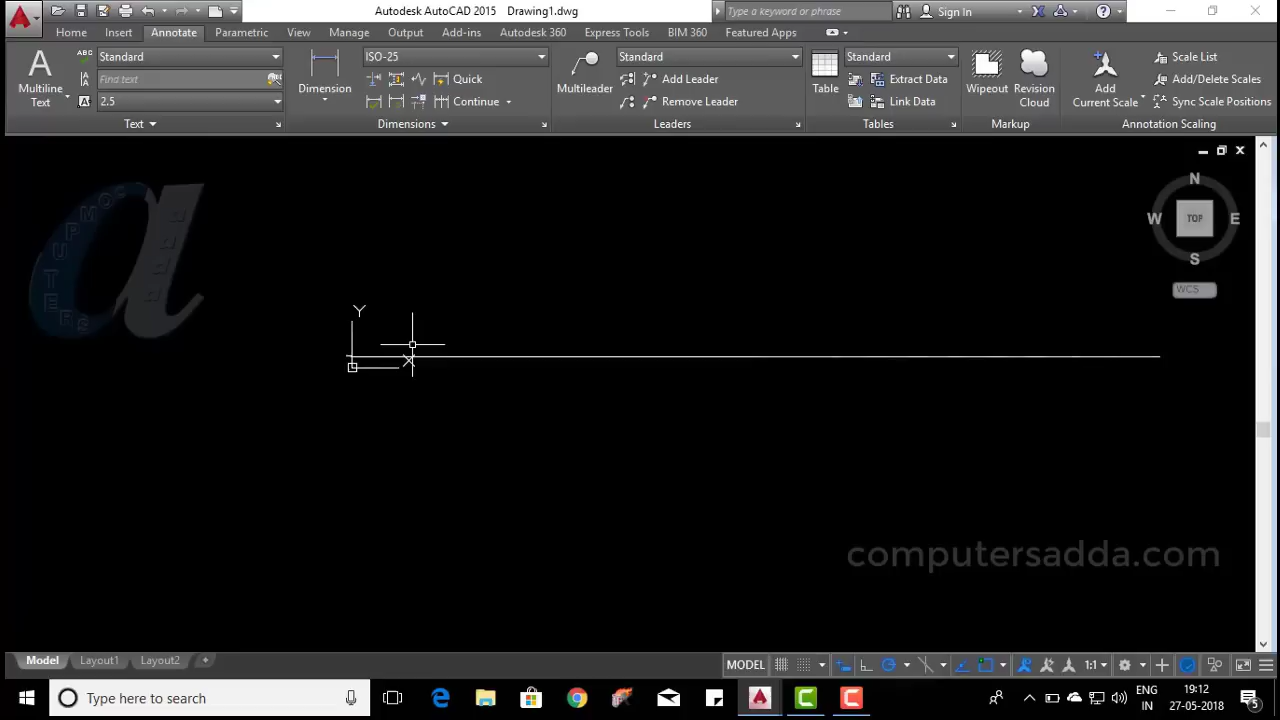 Autodesk AutoCAD 2015 Drawing1.dwg
Type a keyword or phrase
Sign In
Home Insert Annotate Parametric View Manage Output Add-ins Autodesk 360 Express Tools BIM 360 Featured Apps
Multiline Text
ABC Standard
Find text
A 2.5
Text
Dimension
ISO-25
Quick
Continue
Dimensions
Multileader
Standard
Add Leader
Remove Leader
Leaders
Table
Standard
Extract Data
Link Data
Tables
Wipeout
Revision Cloud
Markup
Add Current Scale
Scale List
Add/Delete Scales
Sync Scale Positions
Annotation Scaling
COMPUTERS
a
N
W TOP E
S
WCS
Y
X
computersadda.com
Model Layout1 Layout2 +
MODEL 1:1
Type here to search
ENG
IN
19:12
27-05-2018
5